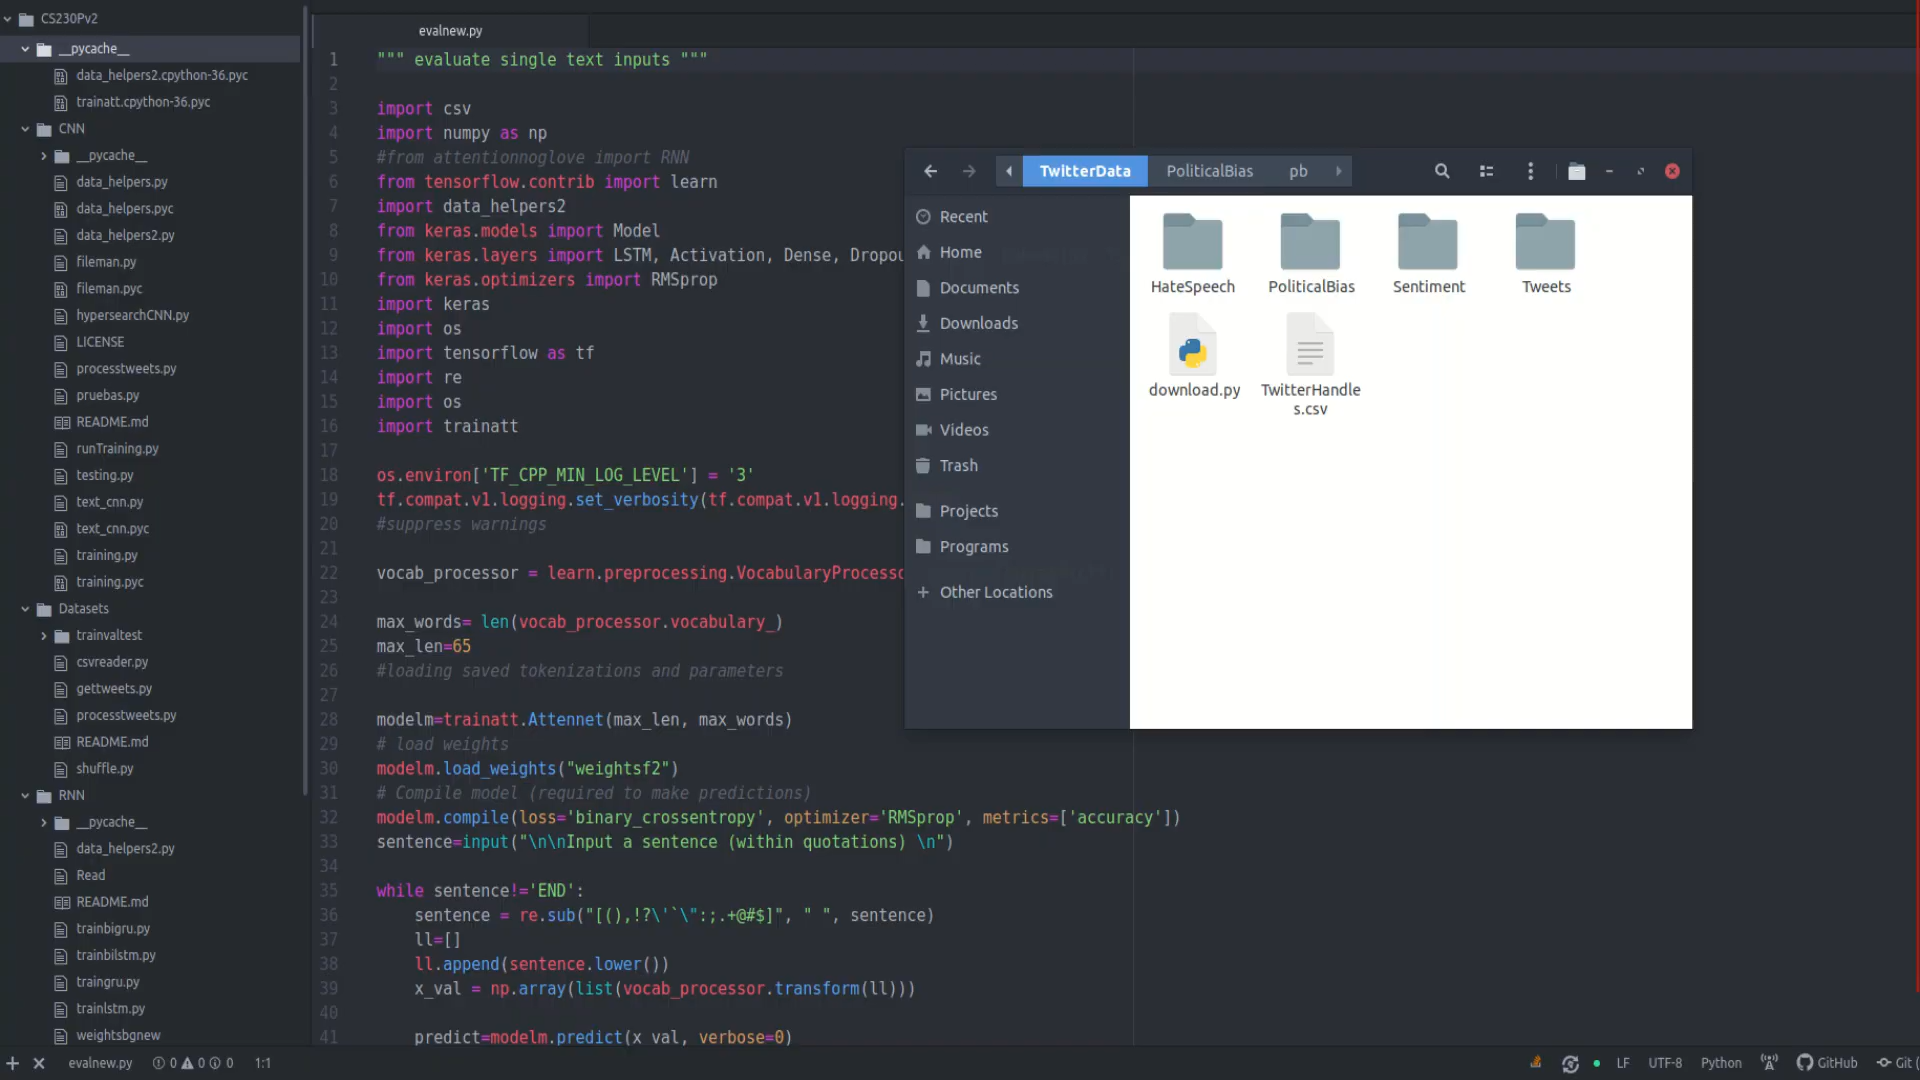 CS230Pv2
__pycache__
data_helpers2.cpython-36.pyc
trainatt.cpython-36.pyc
CNN
__pycache__
data_helpers.py
data_helpers.pyc
data_helpers2.py
fileman.py
fileman.pyc
hypersearchCNN.py
LICENSE
processtweets.py
pruebas.py
README.md
runTraining.py
testing.py
text_cnn.py
text_cnn.pyc
training.py
training.pyc
Datasets
trainvaltest
csvreader.py
gettweets.py
processtweets.py
README.md
shuffle.py
RNN
__pycache__
data_helpers2.py
Read
README.md
trainbigru.py
trainbilstm.py
traingru.py
trainlstm.py
weightsbgnew
evalnew.py
1 """ evaluate single text inputs """
2
3 import csv
4 import numpy as np
5 #from attentionnoglove import RNN
6 from tensorflow.contrib import learn
7 import data_helpers2
8 from keras.models import Model
9 from keras.layers import LSTM, Activation, Dense, Dropou
10 from keras.optimizers import RMSprop
11 import keras
12 import os
13 import tensorflow as tf
14 import re
15 import os
16 import trainatt
17
18 os.environ['TF_CPP_MIN_LOG_LEVEL'] = '3'
19 tf.compat.v1.logging.set_verbosity(tf.compat.v1.logging.
20 #suppress warnings
21
22 vocab_processor = learn.preprocessing.VocabularyProcesso
23
24 max_words= len(vocab_processor.vocabulary_)
25 max_len=65
26 #loading saved tokenizations and parameters
27
28 modelm=trainatt.Attennet(max_len, max_words)
29 # load weights
30 modelm.load_weights("weightsf2")
31 # Compile model (required to make predictions)
32 modelm.compile(loss='binary_crossentropy', optimizer='RMSprop', metrics=['accuracy'])
33 sentence=input("\n\nInput a sentence (within quotations) \n")
34
35 while sentence!='END':
36 sentence = re.sub("[(),!?\'`\":;.+@#$]", " ", sentence)
37 ll=[]
38 ll.append(sentence.lower())
39 x_val = np.array(list(vocab_processor.transform(ll)))
40
41 predict=modelm.predict(x_val, verbose=0)
TwitterData PoliticalBias pb
Recent
Home
Documents
Downloads
Music
Pictures
Videos
Trash
Projects
Programs
+ Other Locations
HateSpeech PoliticalBias Sentiment Tweets
download.py TwitterHandle
s.csv
evalnew.py 0 0 0 1:1 LF UTF-8 Python GitHub Git (